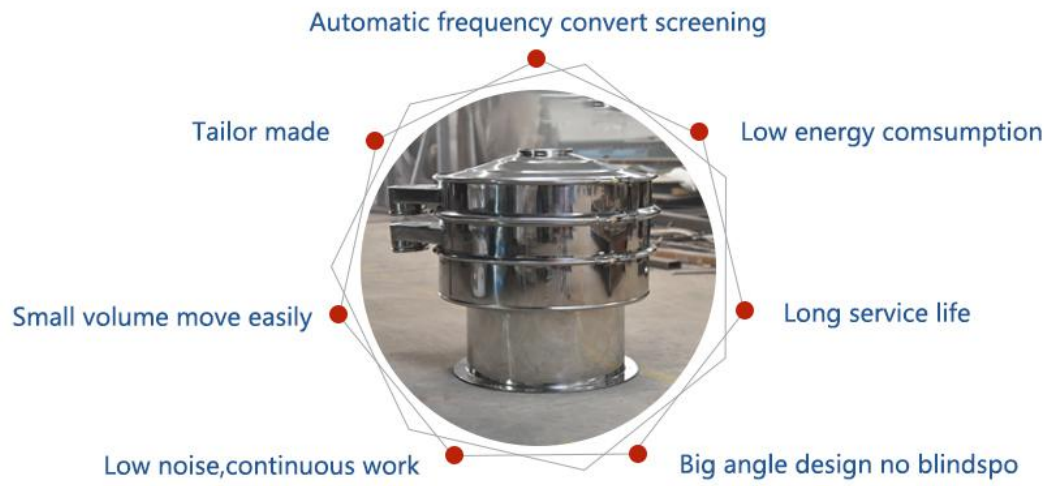 Automatic frequency convert screening
Tailor made
Low energy comsumption
Small volume move easily
Long service life
Low noise,continuous work
Big angle design no blindspo